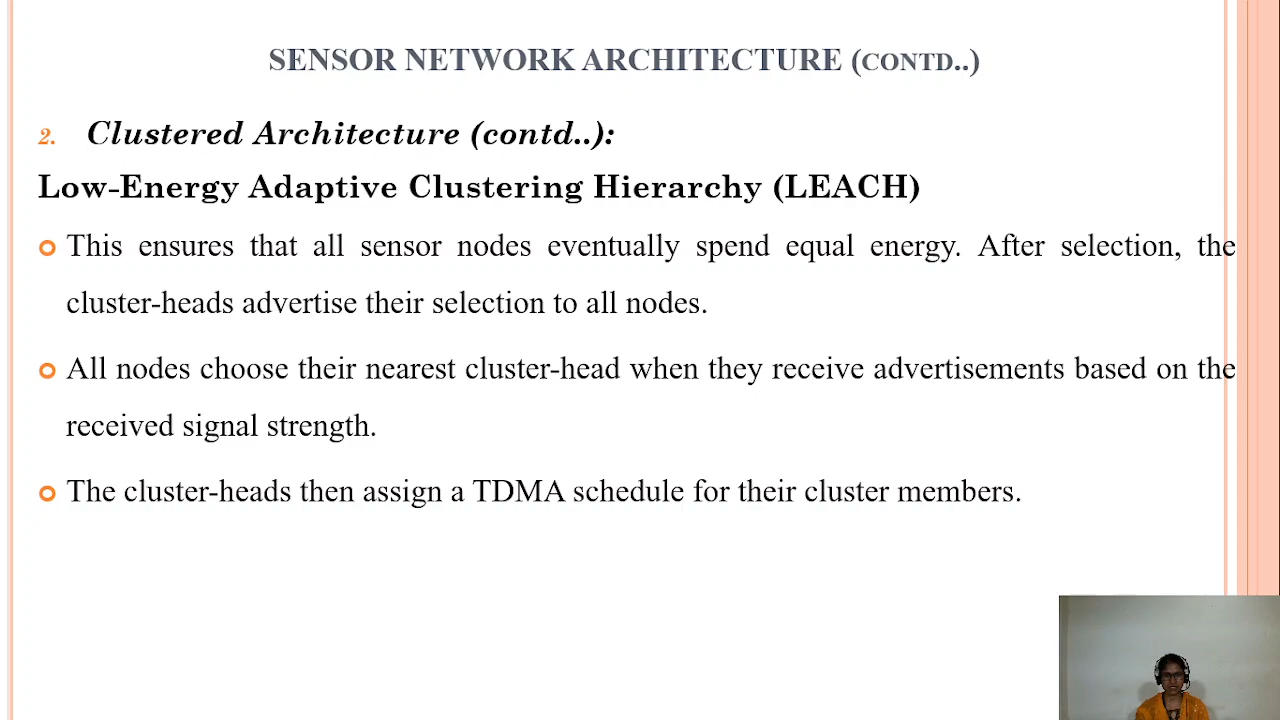 SENSOR NETWORK ARCHITECTURE (CONTD..)
2. Clustered Architecture (contd..):
Low-Energy Adaptive Clustering Hierarchy (LEACH)
This ensures that all sensor nodes eventually spend equal energy. After selection, the
cluster-heads advertise their selection to all nodes.
All nodes choose their nearest cluster-head when they receive advertisements based on the
received signal strength.
The cluster-heads then assign a TDMA schedule for their cluster members.